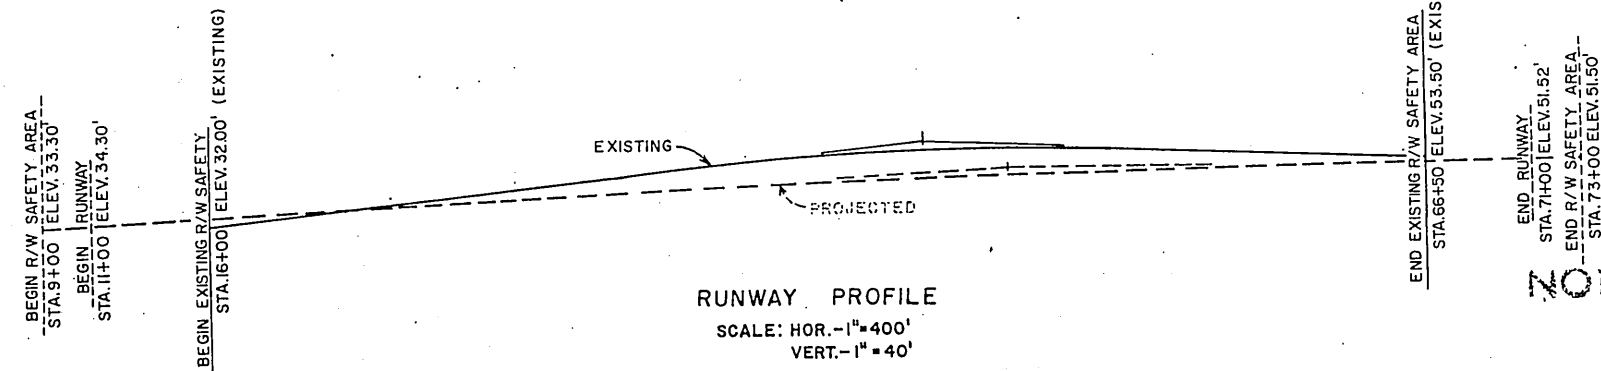 BEGIN R/W SAFETY AREA
STA.9+00 ELEV. 33.30'
BEGIN RUNWAY
STA.11+00 ELEV. 34.30'
BEGIN EXISTING R/W SAFETY
STA.16+00 ELEV. 32.00' (EXISTING)
EXISTING
PROJECTED
END EXISTING R/W SAFETY AREA
STA.66+50 ELEV.53.50' (EXIS
END RUNWAY
STA.71+00 ELEV.51.52'
END R/W SAFETY AREA
STA.73+00 ELEV.51.50'
RUNWAY PROFILE
SCALE: HOR.-1"=400'
VERT.-1"=40'